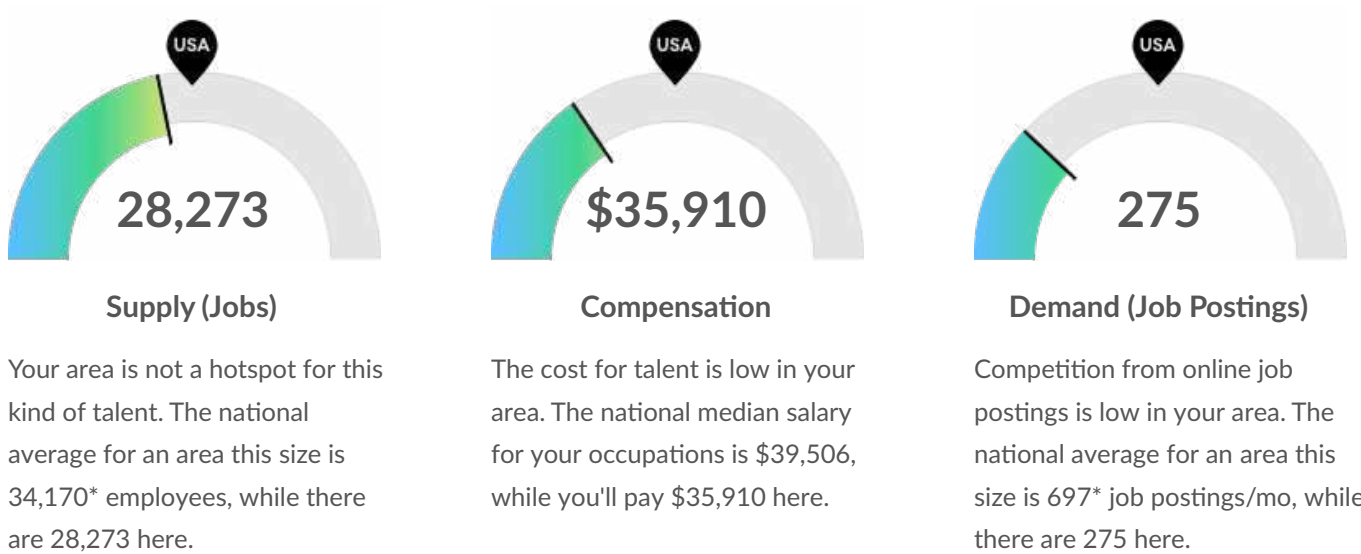 USA
28,273
Supply (Jobs)
Your area is not a hotspot for this
kind of talent. The national
average for an area this size is
34,170* employees, while there
are 28,273 here.
USA
$35,910
Compensation
The cost for talent is low in your
area. The national median salary
for your occupations is $39,506,
while you'll pay $35,910 here.
USA
275
Demand (Job Postings)
Competition from online job
postings is low in your area. The
national average for an area this
size is 697* job postings/mo, while
there are 275 here.